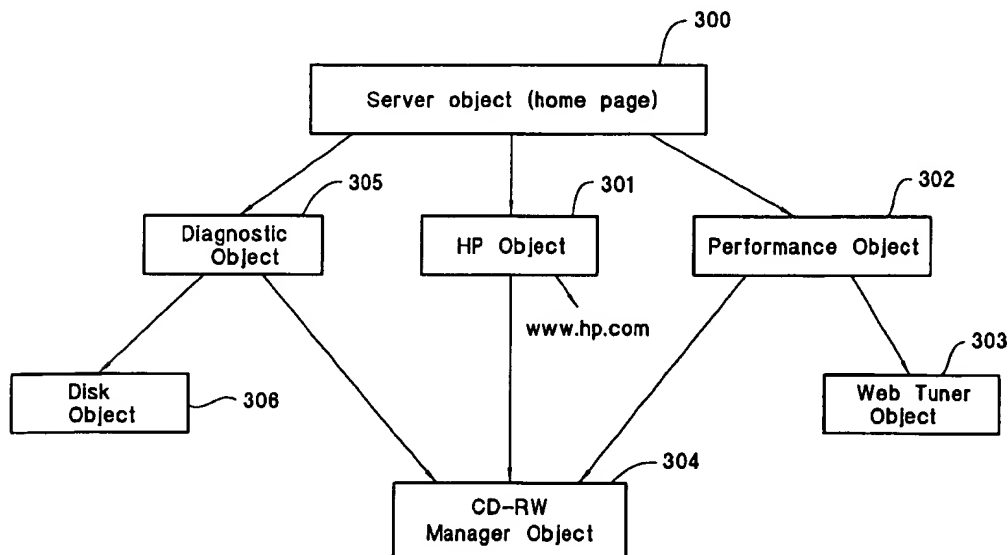 300
Server object (home page)
305
301
302
Diagnostic
Object
HP Object
Performance Object
www.hp.com
303
Disk
Object
306
Web Tuner
Object
304
CD-RW
Manager Object